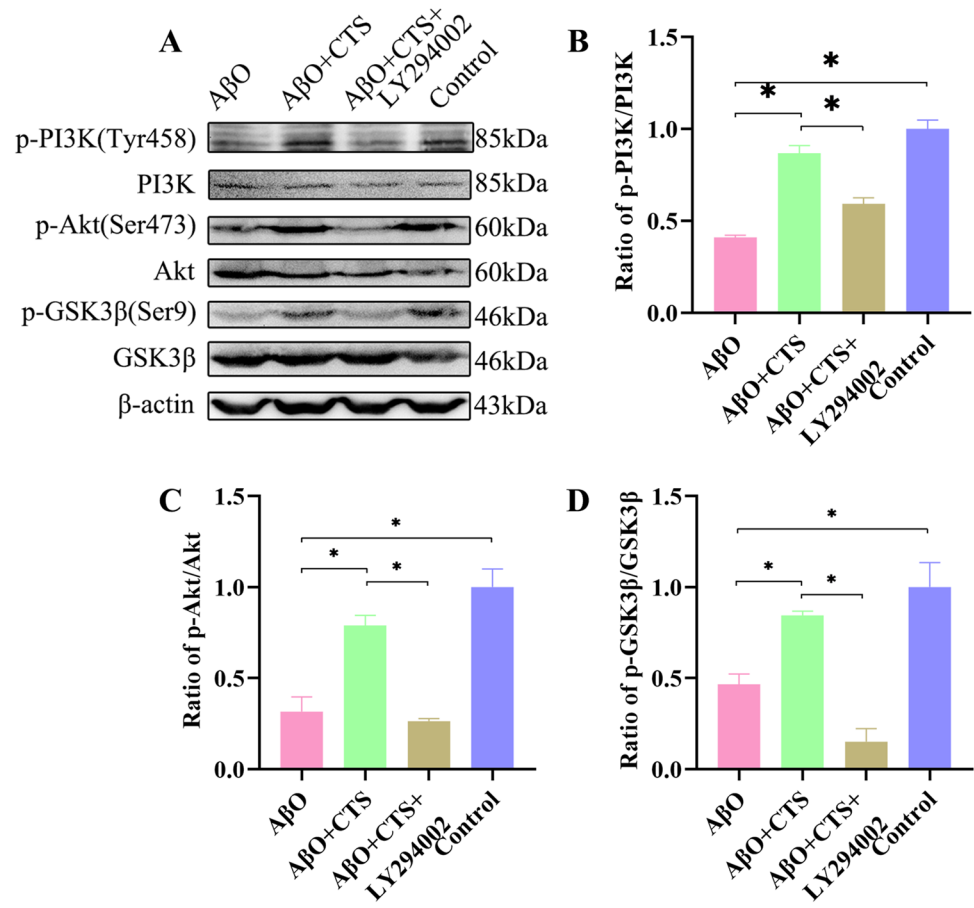 A
AβO
AβO+CTS
AβO+CTS+
LY294002
Control
p-PI3K(Tyr458)
85kDa
PI3K
85kDa
p-Akt(Ser473)
60kDa
Akt
60kDa
p-GSK3β(Ser9)
46kDa
GSK3β
46kDa
β-actin
43kDa
B
Ratio of p-PI3K/PI3K
1.5
1.0
0.5
0.0
*
*
*
AβO
AβO+CTS
AβO+CTS+
LY294002
Control
C
Ratio of p-Akt/Akt
1.5
1.0
0.5
0.0
*
*
*
AβO
AβO+CTS
AβO+CTS+
LY294002
Control
D
Ratio of p-GSK3β/GSK3β
1.5
1.0
0.5
0.0
*
*
*
AβO
AβO+CTS
AβO+CTS+
LY294002
Control